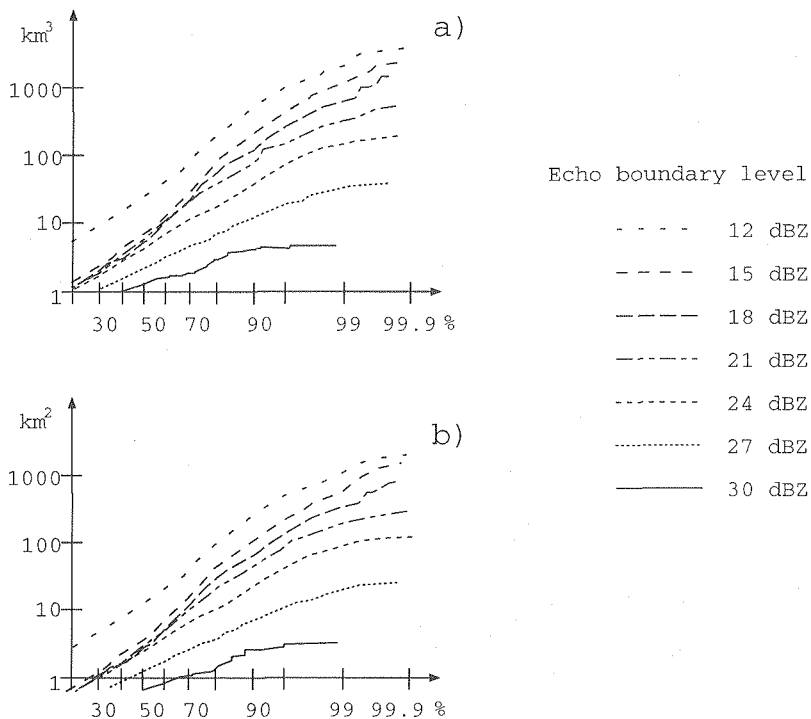 km³
a)
1000
100
10
1
30 50 70 90 99 99.9 %
Echo boundary level
12 dBZ
15 dBZ
18 dBZ
21 dBZ
24 dBZ
27 dBZ
30 dBZ
km²
b)
1000
100
10
1
30 50 70 90 99 99.9 %